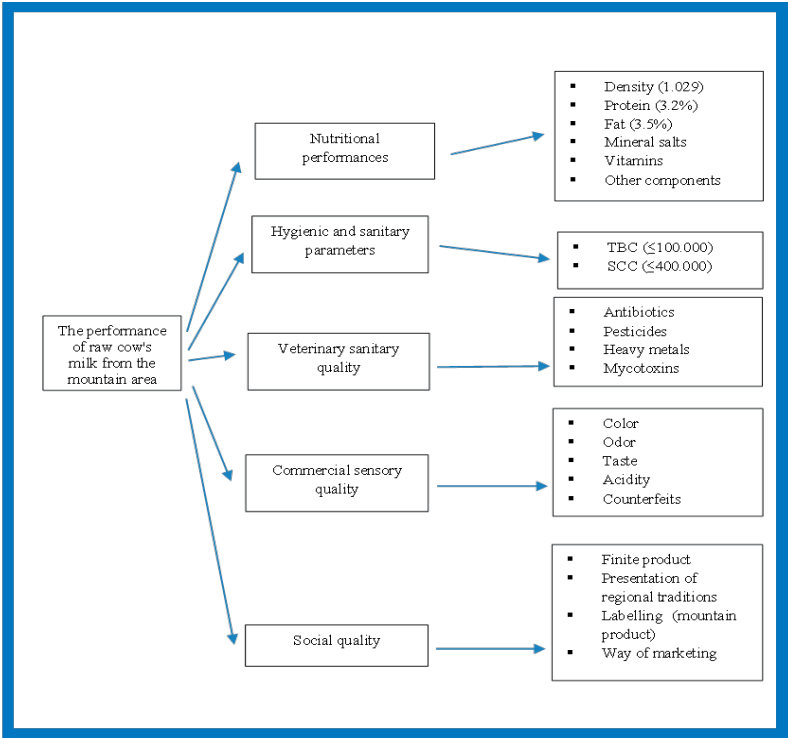 The performance
of raw cow's
milk from the
mountain area
Nutritional
performances
▪ Density (1.029)
▪ Protein (3.2%)
▪ Fat (3.5%)
▪ Mineral salts
▪ Vitamins
▪ Other components
Hygienic and sanitary
parameters
▪ TBC (≤100.000)
▪ SCC (≤400.000)
Veterinary sanitary
quality
▪ Antibiotics
▪ Pesticides
▪ Heavy metals
▪ Mycotoxins
Commercial sensory
quality
▪ Color
▪ Odor
▪ Taste
▪ Acidity
▪ Counterfeits
Social quality
▪ Finite product
▪ Presentation of
regional traditions
▪ Labelling (mountain
product)
▪ Way of marketing